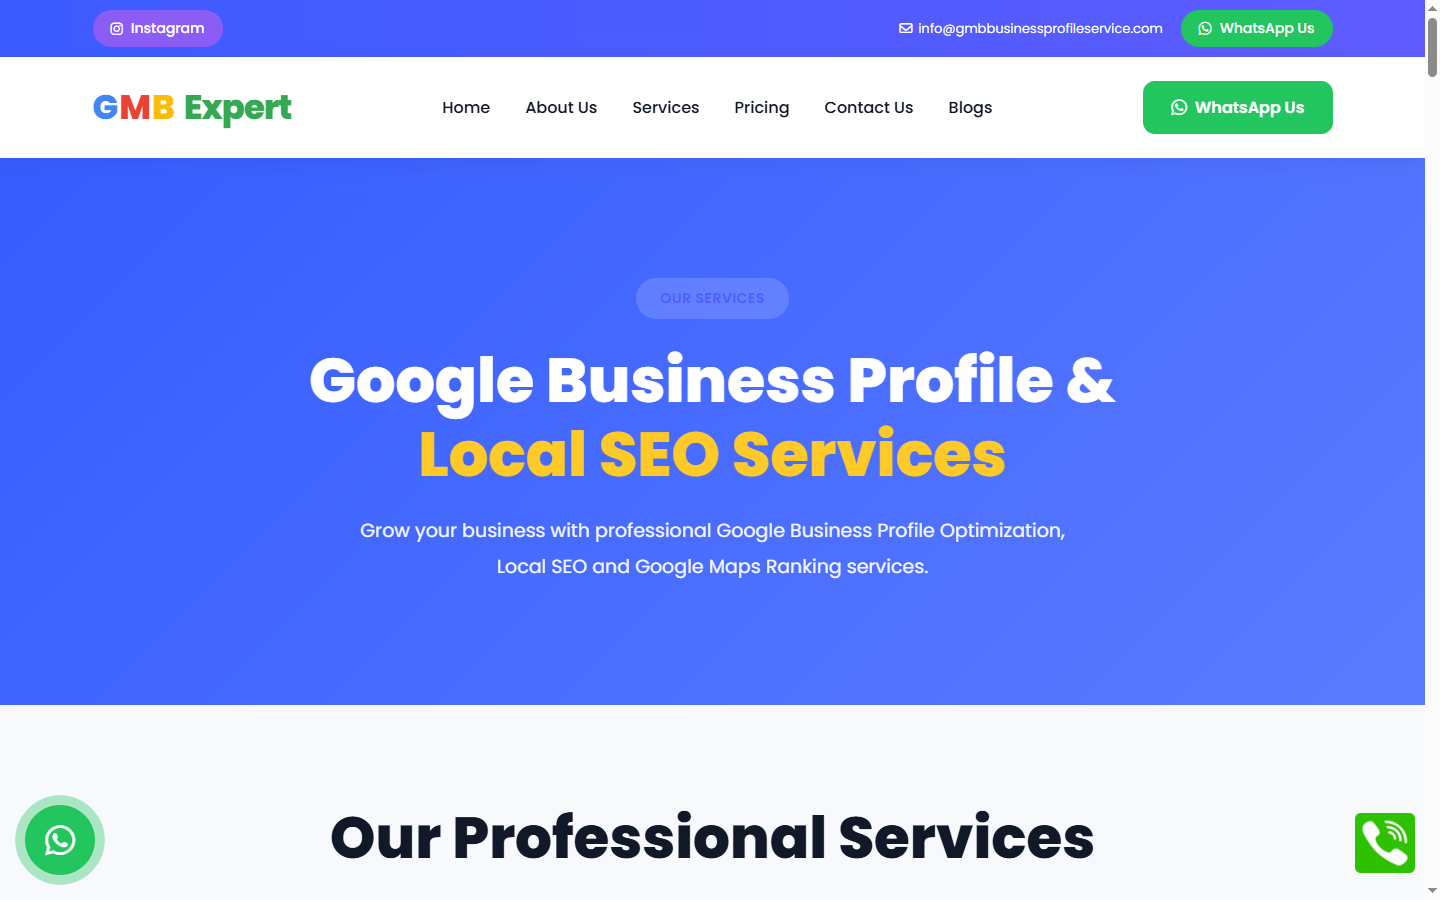 Instagram
info@gmbbusinessprofileservice.com
WhatsApp Us
GMB Expert
Home
About Us
Services
Pricing
Contact Us
Blogs
WhatsApp Us
OUR SERVICES
Google Business Profile &
Local SEO Services
Grow your business with professional Google Business Profile Optimization,
Local SEO and Google Maps Ranking services.
Our Professional Services